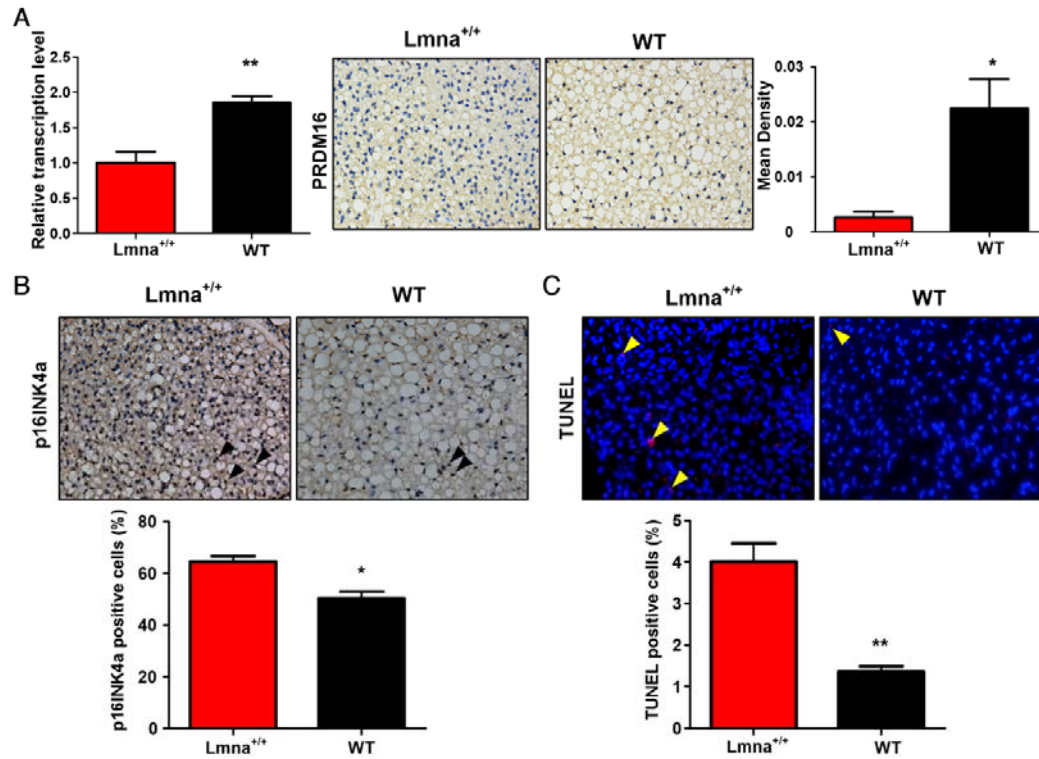 A
Relative transcription level
2.5
2.0
1.5
1.0
0.5
0.0
**
Lmna+/+
WT
Lmna+/+
WT
PRDM16
Mean Density
0.03
0.02
0.01
0
*
Lmna+/+
WT
B
Lmna+/+
WT
p16INK4a
p16INK4a positive cells (%)
80
60
40
20
0
*
Lmna+/+
WT
C
Lmna+/+
WT
TUNEL
TUNEL positive cells (%)
5
4
3
2
1
0
**
Lmna+/+
WT